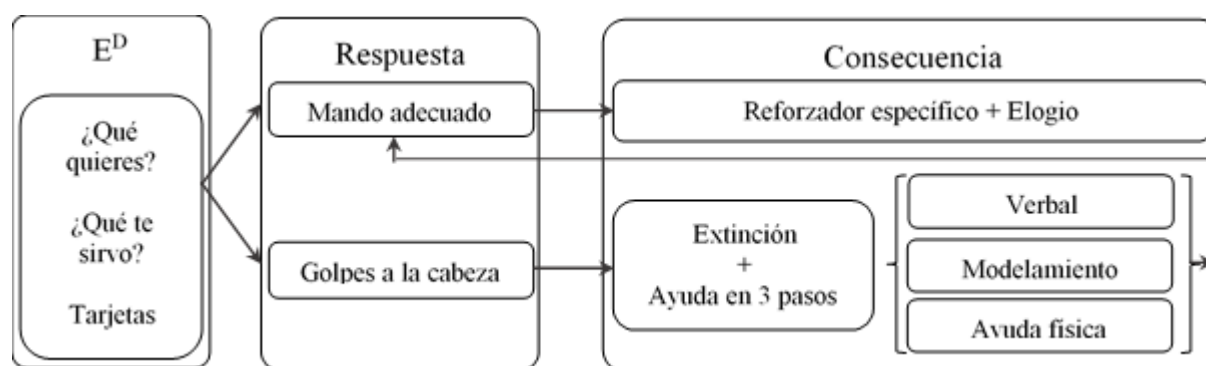 E^D
¿Qué
quieres?
¿Qué te
sirvo?
Tarjetas
Respuesta
Mando adecuado
Golpes a la cabeza
Consecuencia
Reforzador específico + Elogio
Extinción
+
Ayuda en 3 pasos
Verbal
Modelamiento
Ayuda física